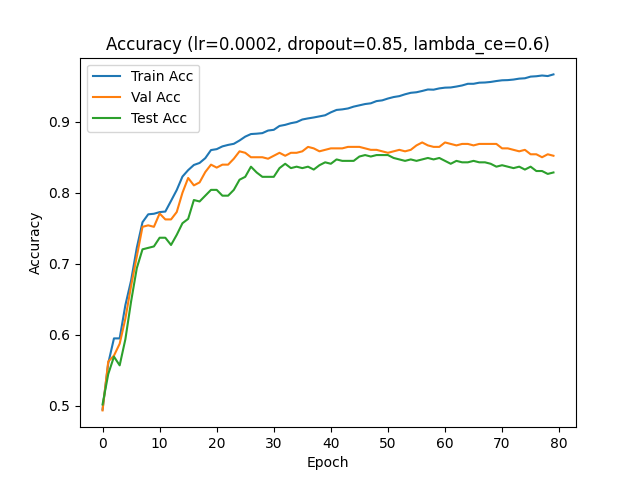 Accuracy (lr=0.0002, dropout=0.85, lambda_ce=0.6)
Train Acc
Val Acc
Test Acc
0.9
0.8
0.7
0.6
0.5
Accuracy
0 10 20 30 40 50 60 70 80
Epoch